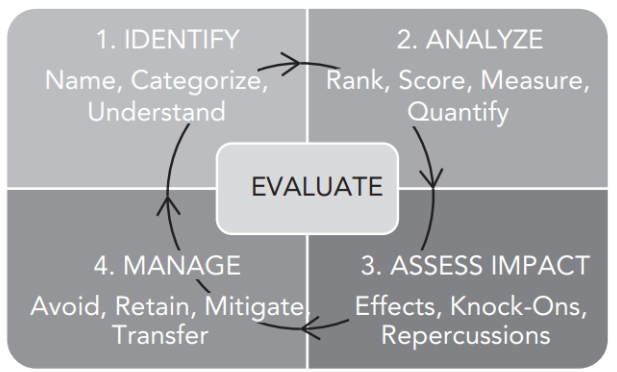 1. IDENTIFY
Name, Categorize,
Understand
2. ANALYZE
Rank, Score, Measure,
Quantify
EVALUATE
4. MANAGE
Avoid, Retain, Mitigate,
Transfer
3. ASSESS IMPACT
Effects, Knock-Ons,
Repercussions